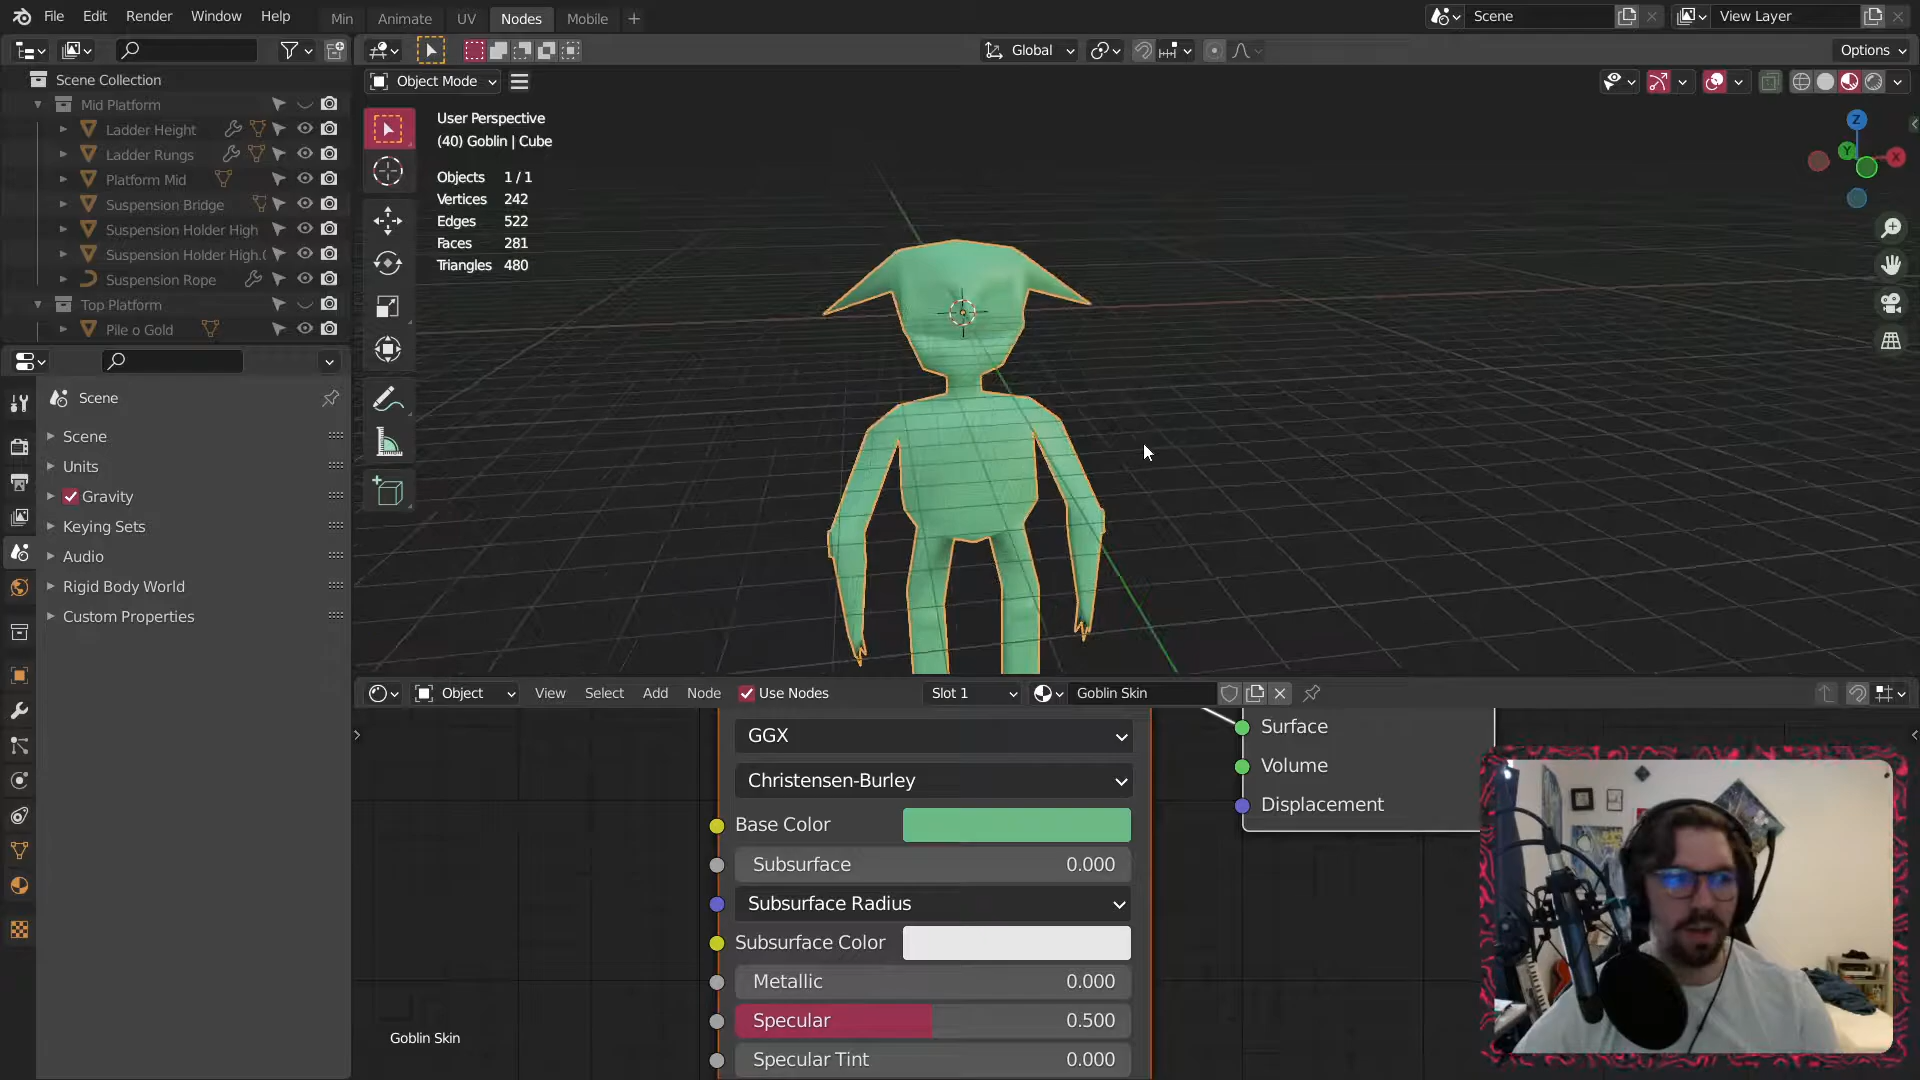 File Edit Render Window Help
Min Animate UV Nodes Mobile +
Scene
View Layer
Global
Options
Object Mode
Scene Collection
Mid Platform
Ladder Height
Ladder Rungs
Platform Mid
Suspension Bridge
Suspension Holder High
Suspension Holder High.
Suspension Rope
Top Platform
Pile o Gold
User Perspective
(40) Goblin | Cube
Objects 1 / 1
Vertices 242
Edges 522
Faces 281
Triangles 480
Z
Y
X
Scene
Scene
Units
Gravity
Keying Sets
Audio
Rigid Body World
Custom Properties
Object View Select Add Node Use Nodes Slot 1 Goblin Skin
GGX
Christensen-Burley
Base Color
Subsurface 0.000
Subsurface Radius
Subsurface Color
Metallic 0.000
Specular 0.500
Specular Tint 0.000
Surface
Volume
Displacement
Goblin Skin